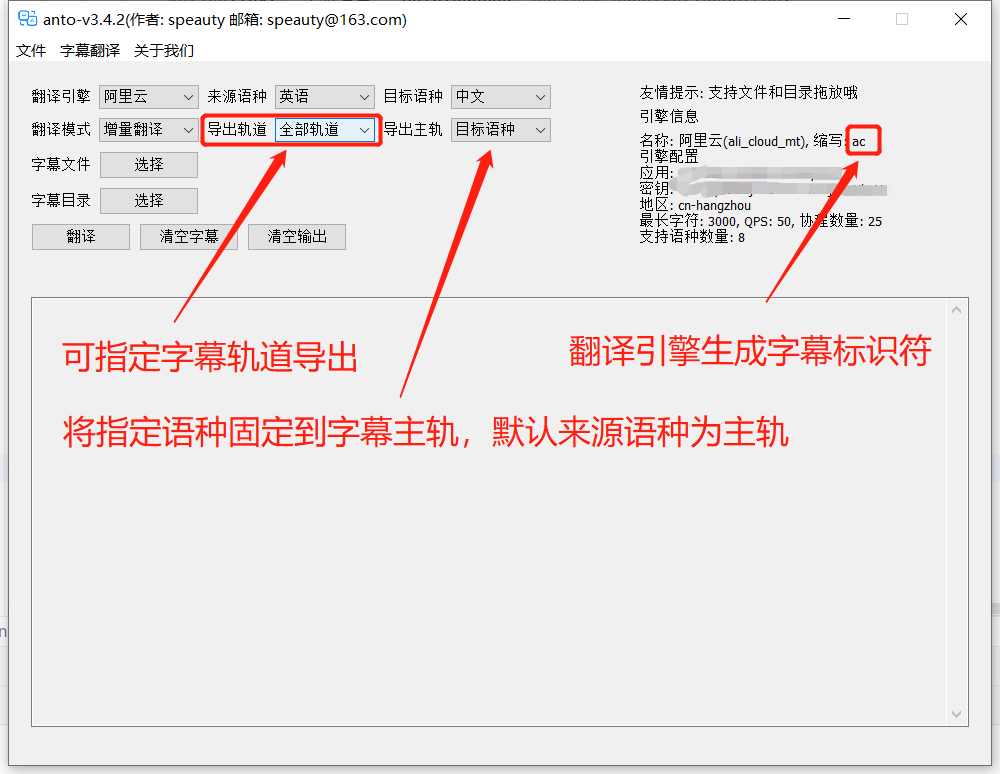 anto-v3.4.2(作者: speauty 邮箱: speauty@163.com)
文件 字幕翻译 关于我们
翻译引擎 阿里云 来源语种 英语 目标语种 中文
翻译模式 增量翻译 导出轨道 全部轨道 导出主轨 目标语种
字幕文件 选择
字幕目录 选择
翻译 清空字幕 清空输出
友情提示: 支持文件和目录拖放哦
引擎信息
名称: 阿里云(ali_cloud_mt), 缩写: ac
引擎配置
应用:
密钥:
地区: cn-hangzhou
最长字符: 3000, QPS: 50, 协程数量: 25
支持语种数量: 8
可指定字幕轨道导出
翻译引擎生成字幕标识符
将指定语种固定到字幕主轨，默认来源语种为主轨